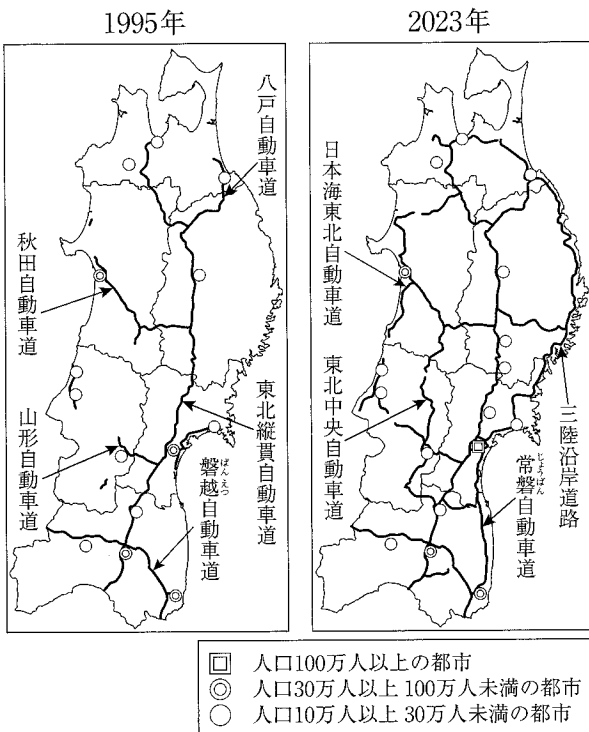 1995年
八戸自動車道
秋田自動車道
山形自動車道
東北縦貫自動車道
磐越自動車道
ばんえつ
2023年
日本海東北自動車道
東北中央自動車道
三陸沿岸道路
常磐自動車道
じょうばん
人口100万人以上の都市
人口30万人以上 100万人未満の都市
人口10万人以上 30万人未満の都市